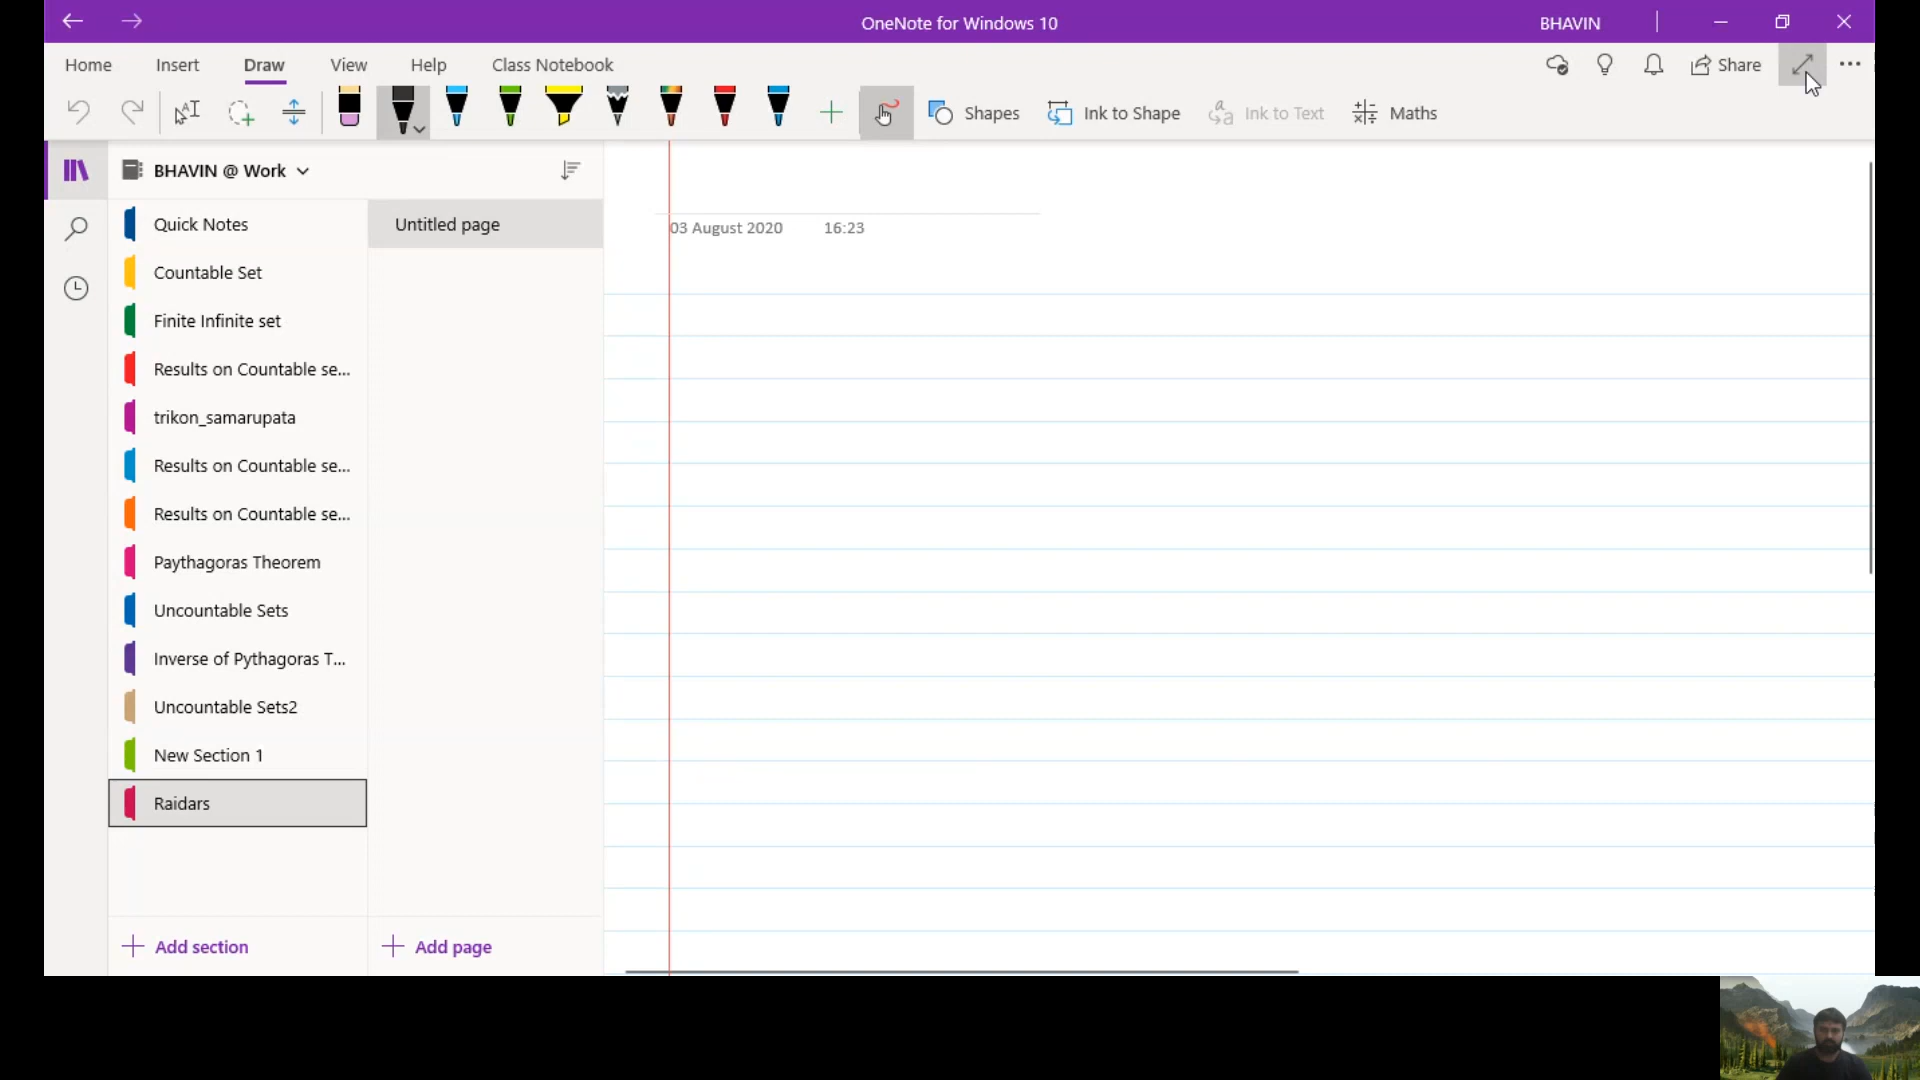 OneNote for Windows 10
BHAVIN
Home Insert Draw View Help Class Notebook
Share
Shapes Ink to Shape Ink to Text Maths
BHAVIN @ Work
Quick Notes
Untitled page
03 August 2020 16:23
Countable Set
Finite Infinite set
Results on Countable se...
trikon_samarupata
Results on Countable se...
Results on Countable se...
Paythagoras Theorem
Uncountable Sets
Inverse of Pythagoras T...
Uncountable Sets2
New Section 1
Raidars
Add section
Add page